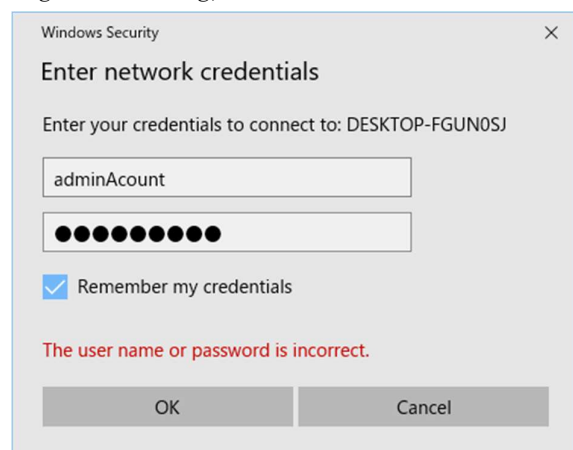 Windows Security
Enter network credentials
Enter your credentials to connect to: DESKTOP-FGUN0SJ
adminAcount
Remember my credentials
The user name or password is incorrect.
OK
Cancel